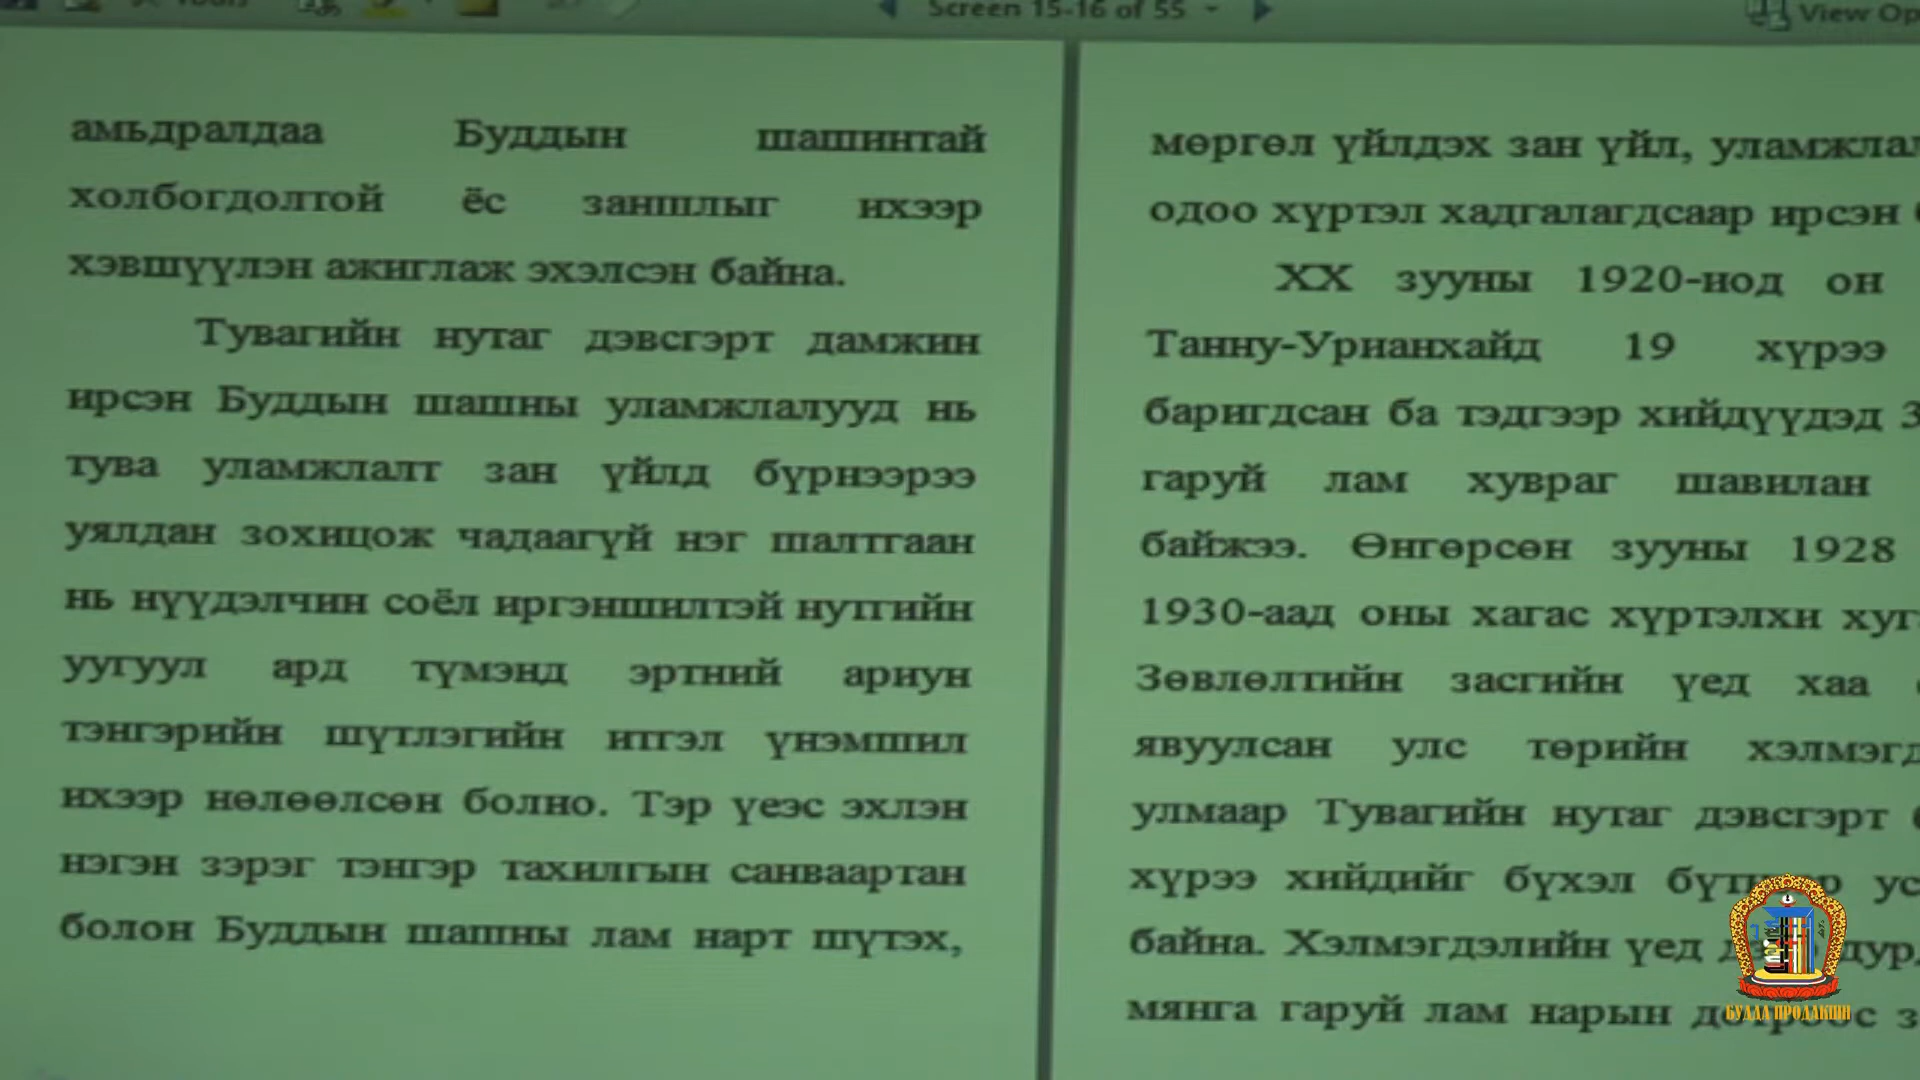 Tools
Screen 15-16 of 55
View
амьдралдаа Буддын шашинтай
холбогдолтой ёс заншлыг ихээр
хэвшүүлэн ажиглаж эхэлсэн байна.
Тувагийн нутаг дэвсгэрт дамжин
ирсэн Буддын шашны уламжлалууд нь
тува уламжлалт зан үйлд бүрнээрээ
уялдан зохицож чадаагүй нэг шалтгаан
нь нүүдэлчин соёл иргэншилтэй нутгийн
уугуул ард түмэнд эртний ариун
тэнгэрийн шүтлэгийн итгэл үнэмшил
ихээр нөлөөлсөн болно. Тэр үеэс эхлэн
нэгэн зэрэг тэнгэр тахилгын санваартан
болон Буддын шашны лам нарт шүтэх,
мөргөл үйлдэх зан үйл,
одоо хүртэл хадгалагдсаар ирсэн
XX зууны 1920-иод он
Танну-Урианхайд 19 хүрээ
баригдсан ба тэдгээр хийдүүдэд
гаруй лам хувраг шавилан
байжээ. Өнгөрсөн зууны 1928
1930-аад оны хагас хүртэлхи
Зөвлөлтийн засгийн үед хаа
явуулсан улс төрийн
улмаар Тувагийн нутаг дэвсгэрт
хүрээ хийдийг бүхэл
байна. Хэлмэгдэлийн үед
мянга гаруй лам нарын
БУДДА ПРОДАКШН